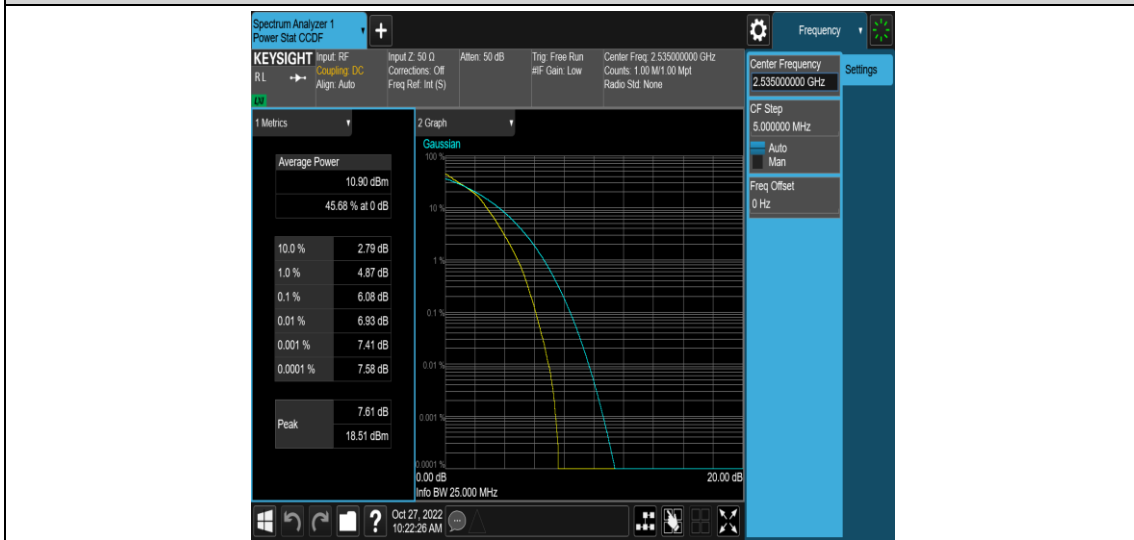 Spectrum Analyzer 1
Power Stat CCDF
+
Frequency
KEYSIGHT
RL
LXI
Input: RF
Coupling: DC
Align: Auto
Input Z: 50 Ω
Corrections: Off
Freq Ref: Int (S)
Atten: 50 dB
Trig: Free Run
#IF Gain: Low
Center Freq: 2.535000000 GHz
Counts: 1.00 M/1.00 Mpt
Radio Std: None
Center Frequency
2.535000000 GHz
Settings
CF Step
5.000000 MHz
Auto
Man
Freq Offset
0 Hz
1 Metrics
Average Power
10.90 dBm
45.68 % at 0 dB
10.0 % 2.79 dB
1.0 % 4.87 dB
0.1 % 6.08 dB
0.01 % 6.93 dB
0.001 % 7.41 dB
0.0001 % 7.58 dB
Peak
7.61 dB
18.51 dBm
2 Graph
Gaussian
100 %
10 %
1 %
0.1 %
0.01 %
0.001 %
0.0001 %
0.00 dB 20.00 dB
Info BW 25.000 MHz
?
Oct 27, 2022
10:22:26 AM